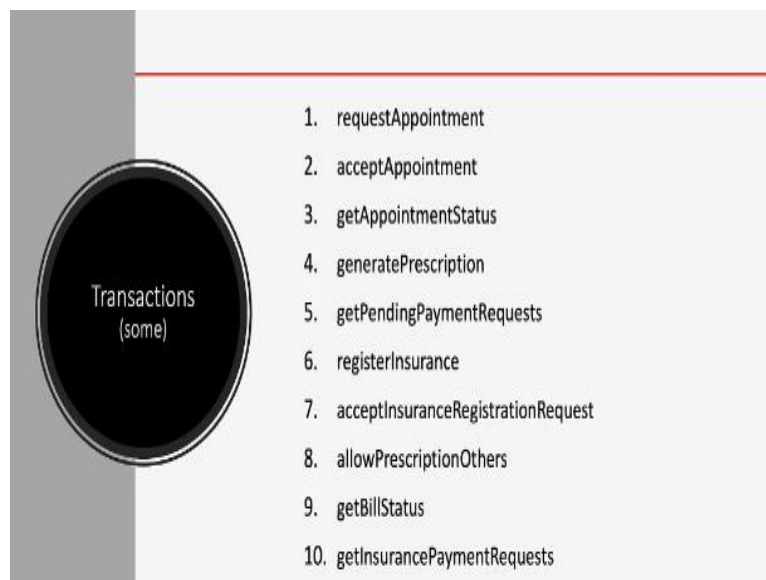 Transactions
(some)
1. requestAppointment
2. acceptAppointment
3. getAppointmentStatus
4. generatePrescription
5. getPendingPaymentRequests
6. registerInsurance
7. acceptInsuranceRegistrationRequest
8. allowPrescriptionOthers
9. getBillStatus
10. getInsurancePaymentRequests